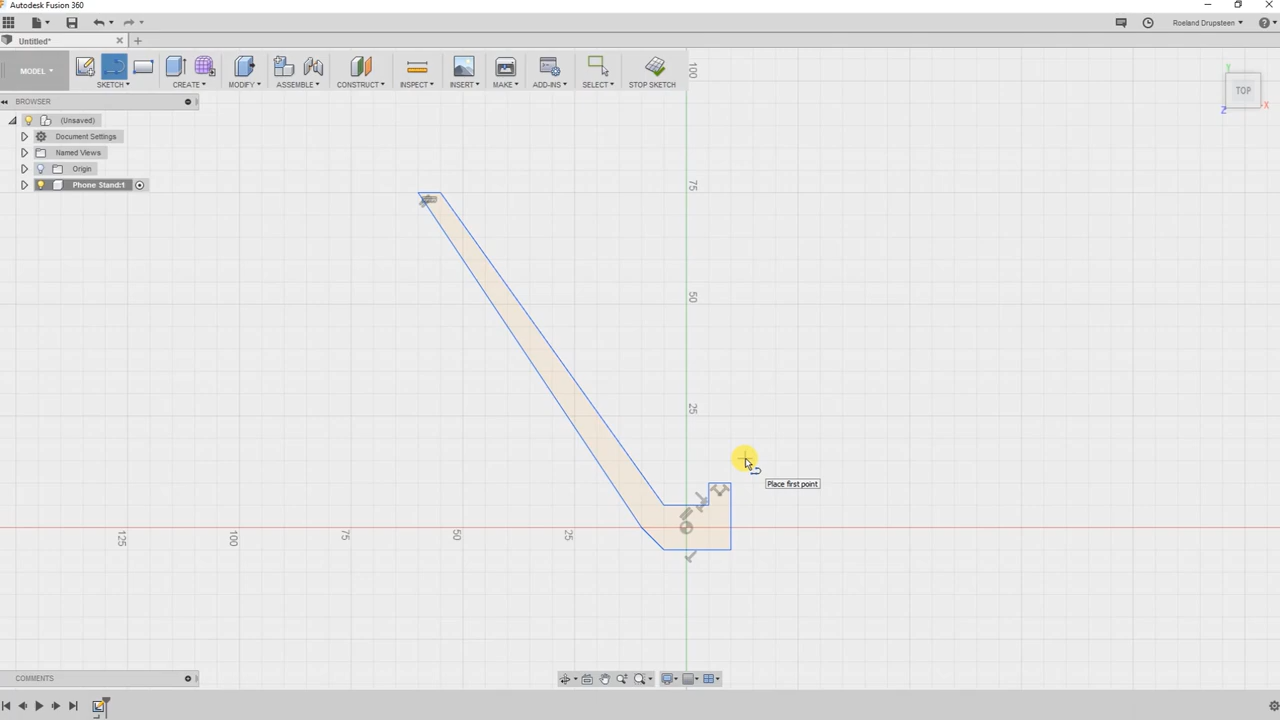 Autodesk Fusion 360
Roeland Drupsteen
Untitled*
MODEL
SKETCH
CREATE
MODIFY
ASSEMBLE
CONSTRUCT
INSPECT
INSERT
MAKE
ADD-INS
SELECT
STOP SKETCH
TOP
Y
X
Z
BROWSER
(Unsaved)
Document Settings
Named Views
Origin
Phone Stand:1
100
75
50
25
125
100
75
50
25
Place first point
COMMENTS